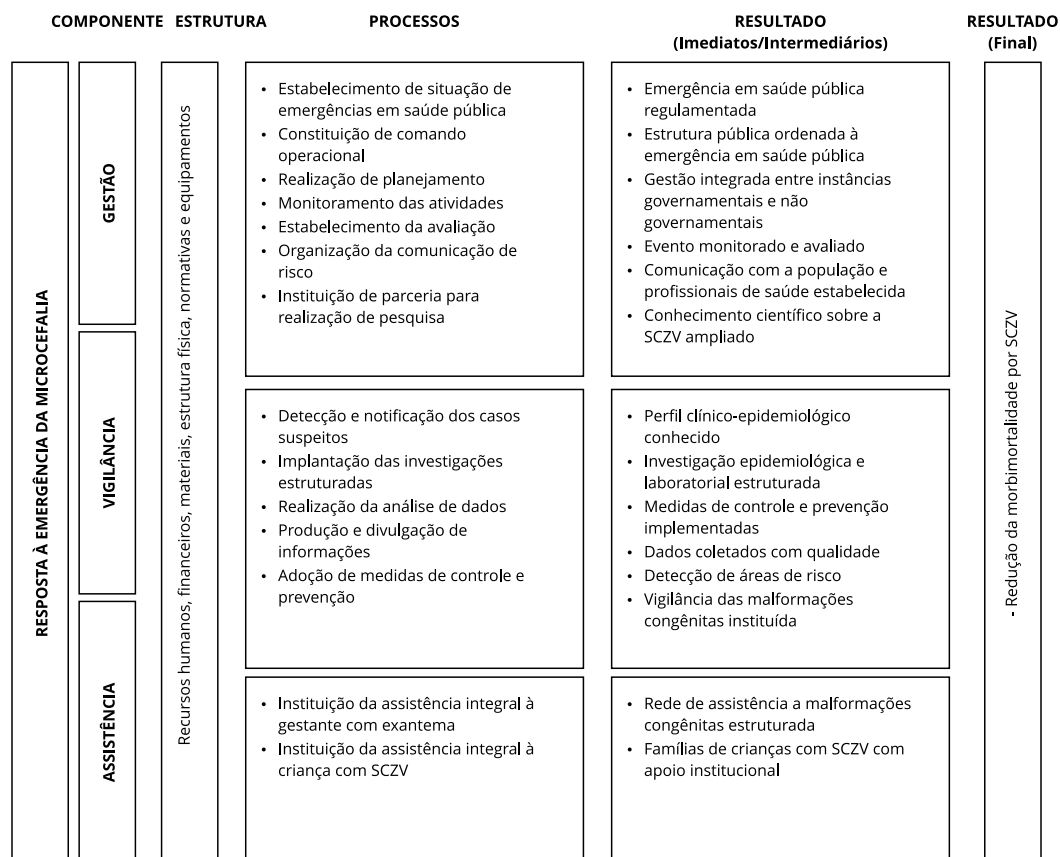 COMPONENTE ESTRUTURA PROCESSOS RESULTADO RESULTADO
(Imediatos/Intermediários) (Final)
RESPOSTA À EMERGÊNCIA DA MICROCEFALIA
GESTÃO
Recursos humanos, financeiros, materiais, estrutura física, normativas e equipamentos
• Estabelecimento de situação de
emergências em saúde pública
• Constituição de comando
operacional
• Realização de planejamento
• Monitoramento das atividades
• Estabelecimento da avaliação
• Organização da comunicação de
risco
• Instituição de parceria para
realização de pesquisa
• Emergência em saúde pública
regulamentada
• Estrutura pública ordenada à
emergência em saúde pública
• Gestão integrada entre instâncias
governamentais e não
governamentais
• Evento monitorado e avaliado
• Comunicação com a população e
profissionais de saúde estabelecida
• Conhecimento científico sobre a
SCZV ampliado
VIGILÂNCIA
• Detecção e notificação dos casos
suspeitos
• Implantação das investigações
estruturadas
• Realização da análise de dados
• Produção e divulgação de
informações
• Adoção de medidas de controle e
prevenção
• Perfil clínico-epidemiológico
conhecido
• Investigação epidemiológica e
laboratorial estruturada
• Medidas de controle e prevenção
implementadas
• Dados coletados com qualidade
• Detecção de áreas de risco
• Vigilância das malformações
congênitas instituída
ASSISTÊNCIA
• Instituição da assistência integral à
gestante com exantema
• Instituição da assistência integral à
criança com SCZV
• Rede de assistência a malformações
congênitas estruturada
• Famílias de crianças com SCZV com
apoio institucional
- Redução da morbimortalidade por SCZV